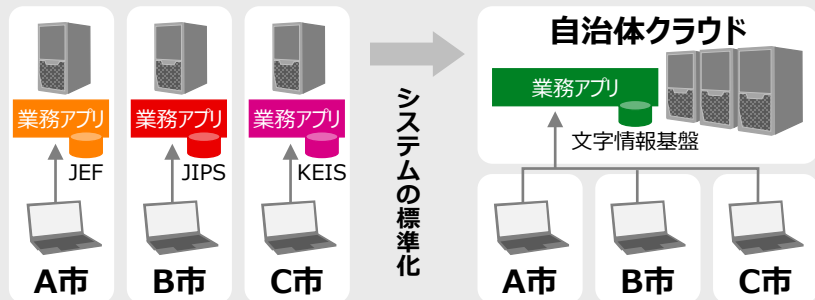 業務アプリ
JEF
A市
業務アプリ
JIPS
B市
業務アプリ
KEIS
C市
システムの標準化
自治体クラウド
業務アプリ
文字情報基盤
A市
B市
C市